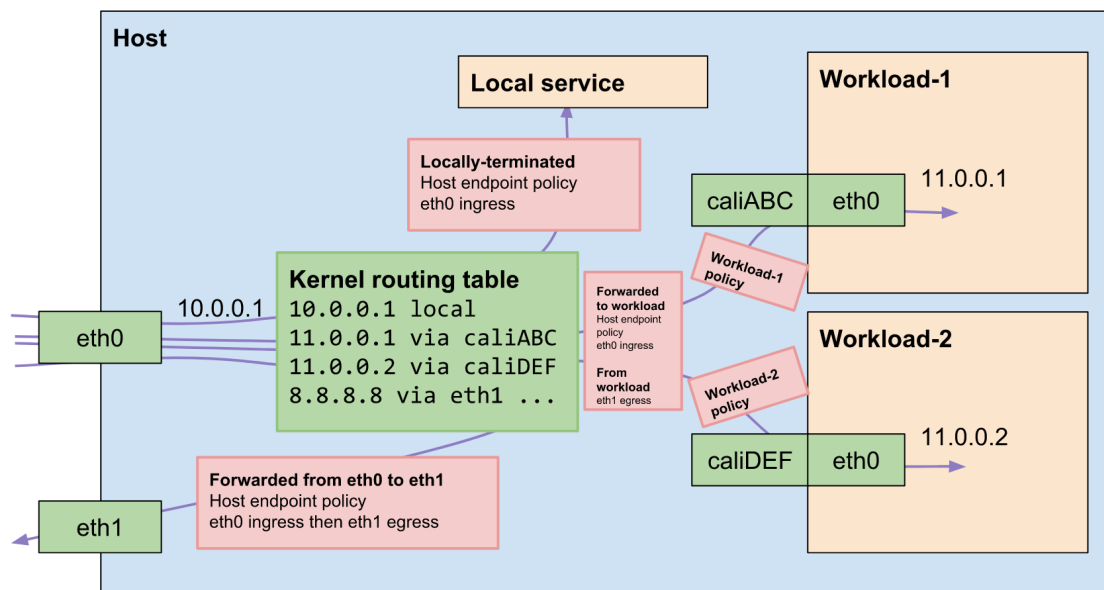 Host
Local service
Workload-1
Locally-terminated
Host endpoint policy
eth0 ingress
caliABC
eth0
11.0.0.1
Workload-1
policy
Kernel routing table
10.0.0.1 local
11.0.0.1 via caliABC
11.0.0.2 via caliDEF
8.8.8.8 via eth1 ...
10.0.0.1
eth0
Forwarded
to workload
Host endpoint
policy
eth0 ingress
From
workload
eth1 egress
Workload-2
Workload-2
policy
caliDEF
eth0
11.0.0.2
Forwarded from eth0 to eth1
Host endpoint policy
eth0 ingress then eth1 egress
eth1